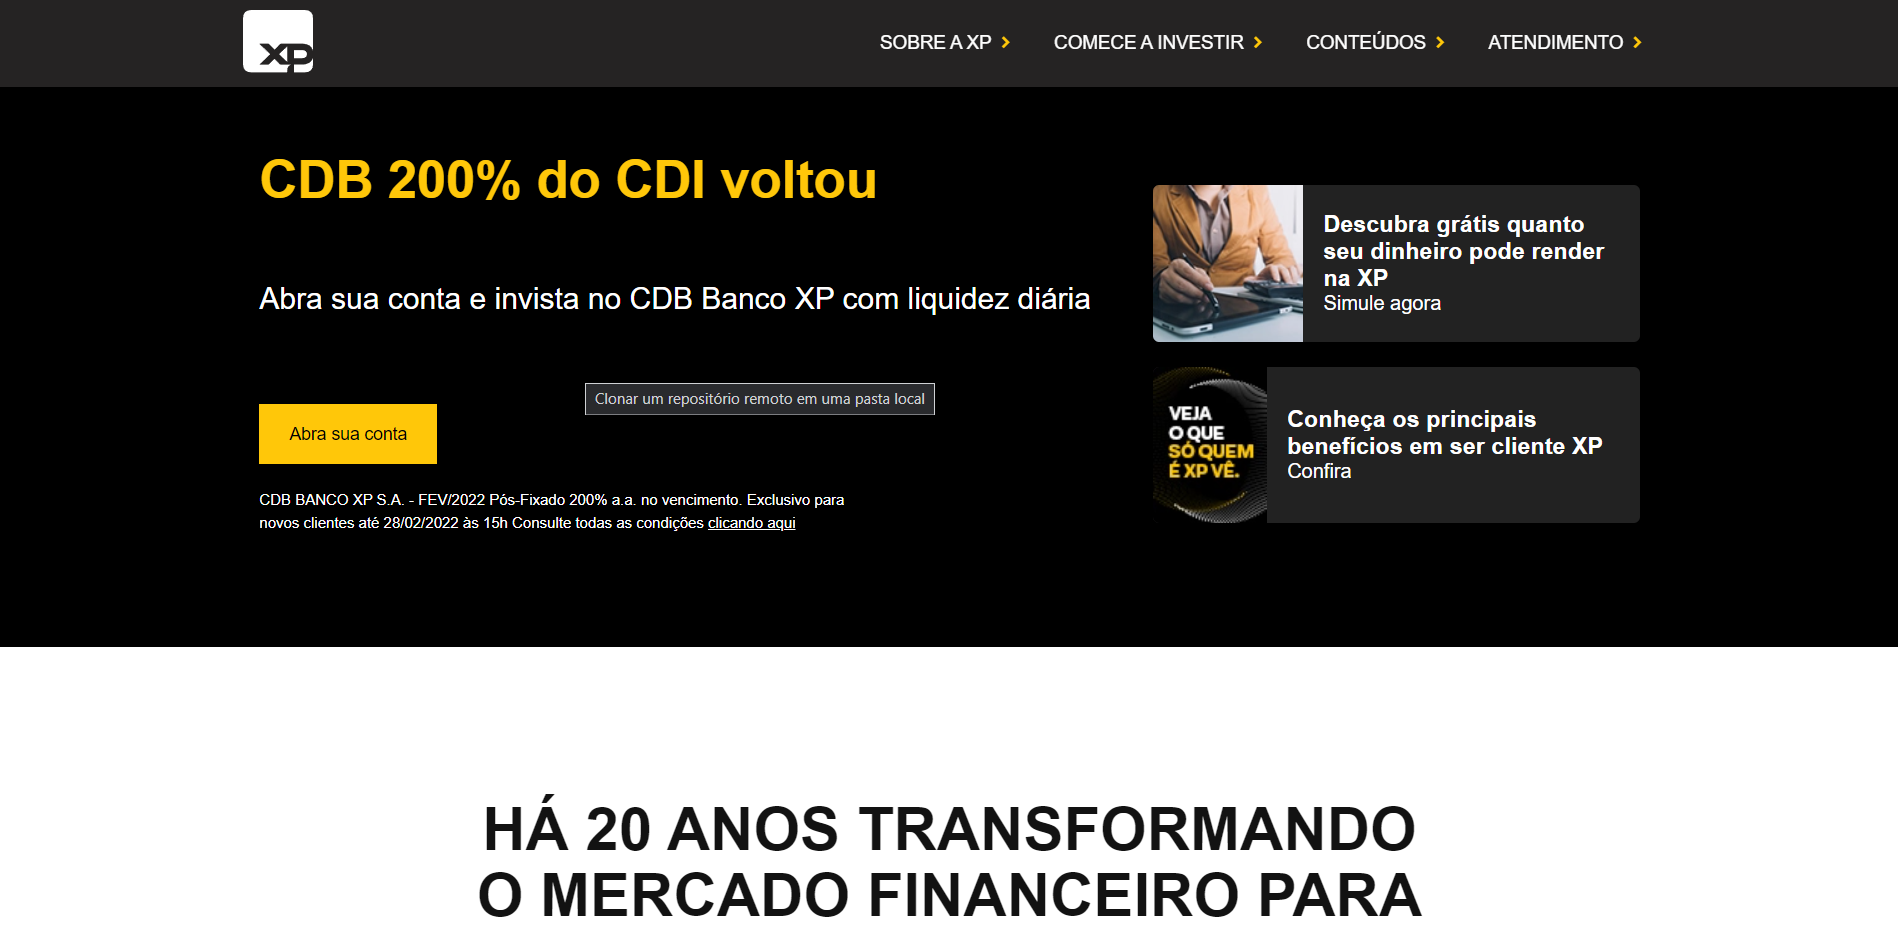 XP
SOBRE A XP
COMECE A INVESTIR
CONTEÚDOS
ATENDIMENTO
CDB 200% do CDI voltou
Abra sua conta e invista no CDB Banco XP com liquidez diária
Clonar um repositório remoto em uma pasta local
Abra sua conta
CDB BANCO XP S.A. - FEV/2022 Pós-Fixado 200% a.a. no vencimento. Exclusivo para
novos clientes até 28/02/2022 às 15h Consulte todas as condições clicando aqui
Descubra grátis quanto
seu dinheiro pode render
na XP
Simule agora
VEJA
O QUE
SÓ QUEM
É XP VÊ.
Conheça os principais
benefícios em ser cliente XP
Confira
HÁ 20 ANOS TRANSFORMANDO
O MERCADO FINANCEIRO PARA